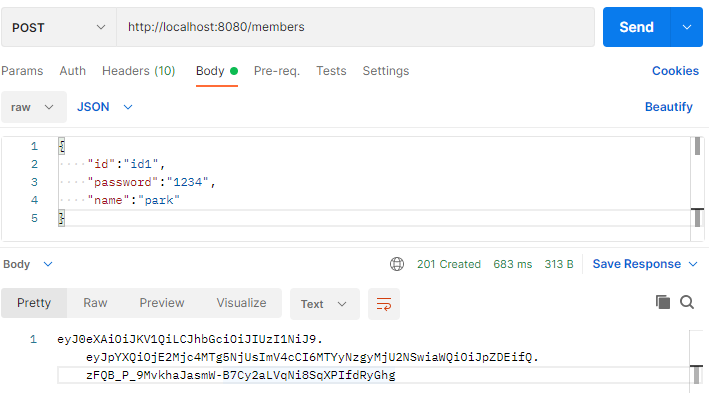 POST http://localhost:8080/members Send
Params Auth Headers (10) Body Pre-req. Tests Settings Cookies
raw JSON Beautify
1 {
2 "id":"id1",
3 "password":"1234",
4 "name":"park"
5 }
Body 201 Created 683 ms 313 B Save Response
Pretty Raw Preview Visualize Text
1 eyJ0eXAiOiJKV1QiLCJhbGciOiJIUzI1NiJ9.
eyJpYXQiOjE2Mjc4MTg5NjUsImV4cCI6MTYyNzgyMjU2NSwiaWQiOiJpZDEifQ.
zFQB_P_9MvkhaJasmW-B7Cy2aLVqNi8SqXPIfdRyGhg